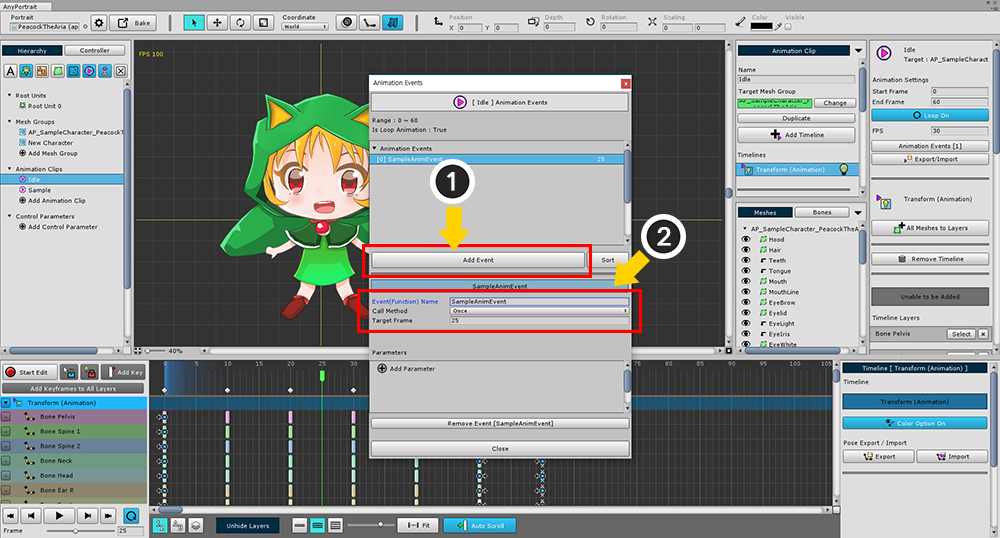 AnyPortrait
Portrait
PeacockTheAria (ap
Bake
Coordinate
World
Position
X 0 Y 0
Depth
0
Rotation
0
Scaling
0 0
Color
Visible
Hierarchy
Controller
Root Units
Root Unit 0
Mesh Groups
AP_SampleCharacter_PeacockTh
New Character
Add Mesh Group
Animation Clips
Idle
Sample
Add Animation Clip
Control Parameters
Add Control Parameter
FPS 100
40%
Animation Events
[ Idle ] Animation Events
Range : 0 ~ 60
Is Loop Animation : True
Animation Events
[0] SampleAnimEvent 25
1
2
Add Event
Sort
SampleAnimEvent
Event(Function) Name SampleAnimEvent
Call Method Once
Target Frame 25
Parameters
Add Parameter
Remove Event [SampleAnimEvent]
Close
Animation Clip
Name
Idle
Target Mesh Group
Change
Duplicate
Add Timeline
Timelines
Transform (Animation)
Meshes
Bones
AP_SampleCharacter_PeacockTheA
Hood
Hair
Teeth
Tongue
Mouth
MouthLine
EyeBrow
Eyelid
EyeLight
EyeIris
EyeWhite
Idle
Target : AP_SampleCharact
Animation Settings
Start Frame 0
End Frame 60
Loop On
FPS 30
Animation Events [1]
Export/Import
Transform (Animation)
All Meshes to Layers
Remove Timeline
Unable to be Added
Timeline Layers
Bone Pelvis
Select
Start Edit
Add Key
Add Keyframes to All Layers
0 10 20 25 30 65 70 75 80 85 90 95 100 105
Transform (Animation)
Bone Pelvis
Bone Spine 1
Bone Spine 2
Bone Neck
Bone Head
Bone Ear R
Frame 25
Unhide Layers
Fit
Auto Scroll
Timeline [ Transform (Animation) ]
Timeline
Transform (Animation)
Color Option On
Pose Export / Import
Export
Import